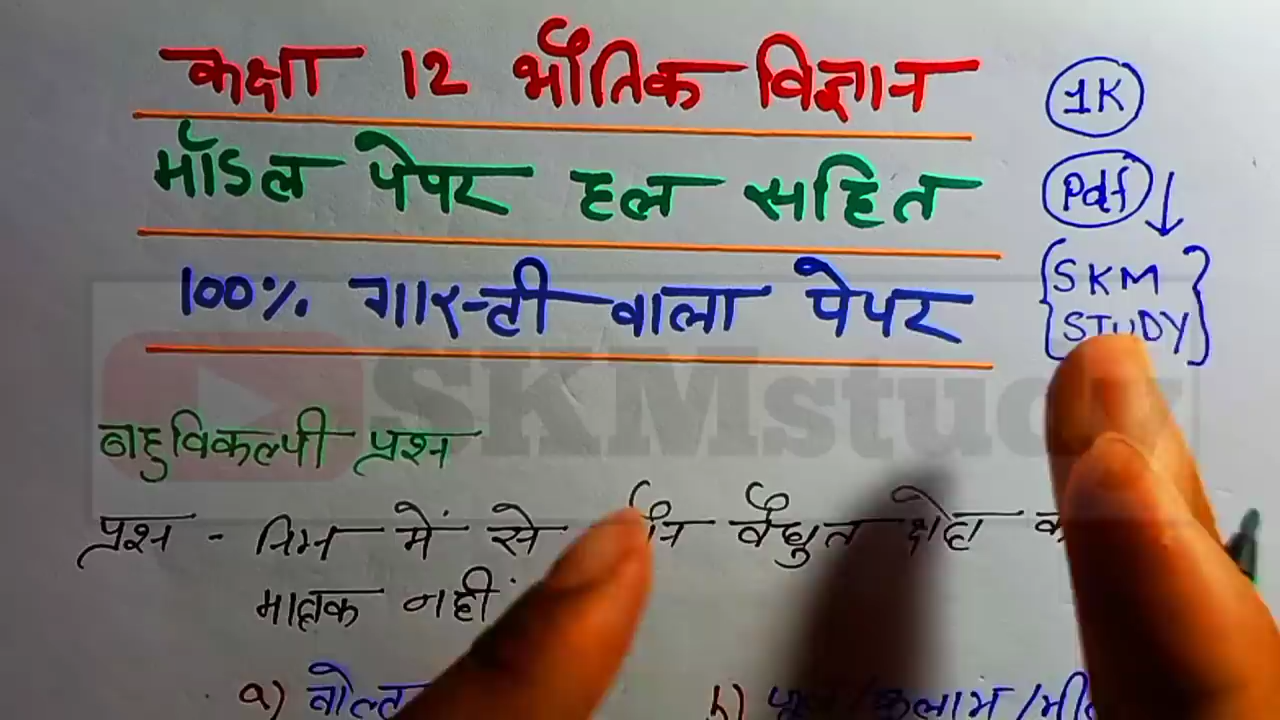 कक्षा 12 भौतिक विज्ञान
मॉडल पेपर हल सहित
100% गारन्टी वाला पेपर
1K
Pdf
SKM
STUDY
SKMstudy
बहुविकल्पी प्रश्न
प्रश्न - निम्न में से वैद्युत क्षेत्र
मात्रक नहीं
a)
b)